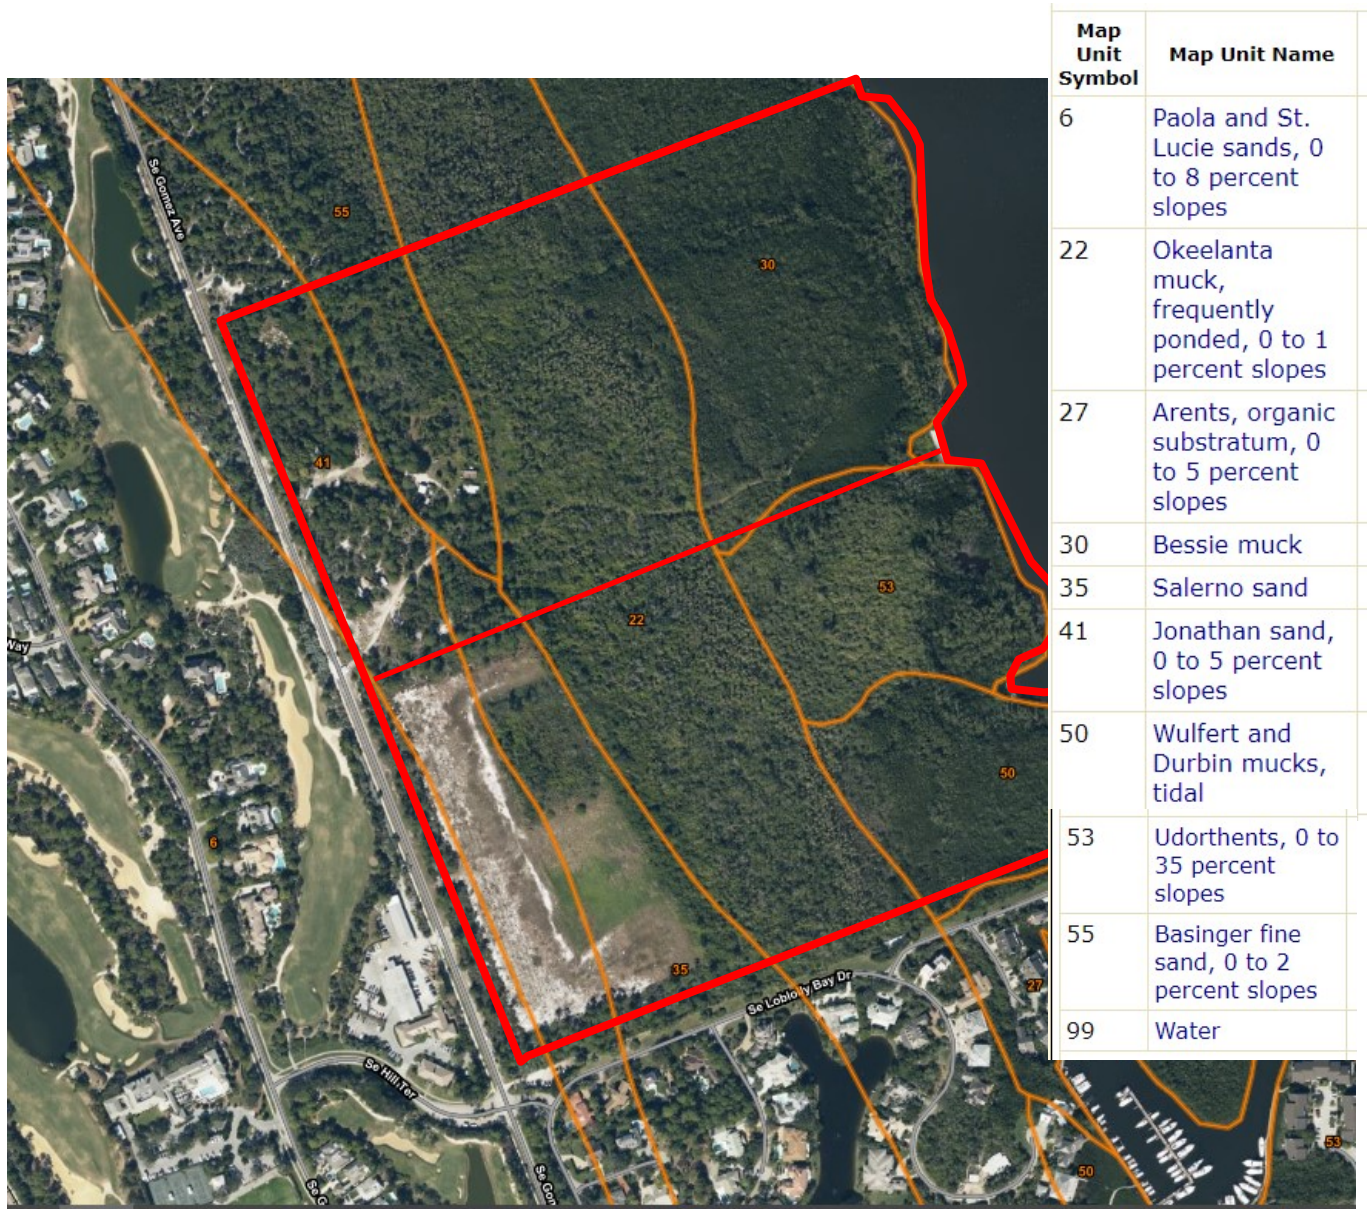 Map
Unit
Symbol
Map Unit Name
6
Paola and St.
Lucie sands, 0
to 8 percent
slopes
22
Okeelanta
muck,
frequently
ponded, 0 to 1
percent slopes
27
Arents, organic
substratum, 0
to 5 percent
slopes
30
Bessie muck
35
Salerno sand
41
Jonathan sand,
0 to 5 percent
slopes
50
Wulfert and
Durbin mucks,
tidal
53
Udorthents, 0 to
35 percent
slopes
55
Basinger fine
sand, 0 to 2
percent slopes
99
Water
Se Gomez Ave
55
30
41
53
22
Way
50
6
35
27
Se Loblolly Bay Dr
Se Hill Ter
Se G
Se Gom
50
53